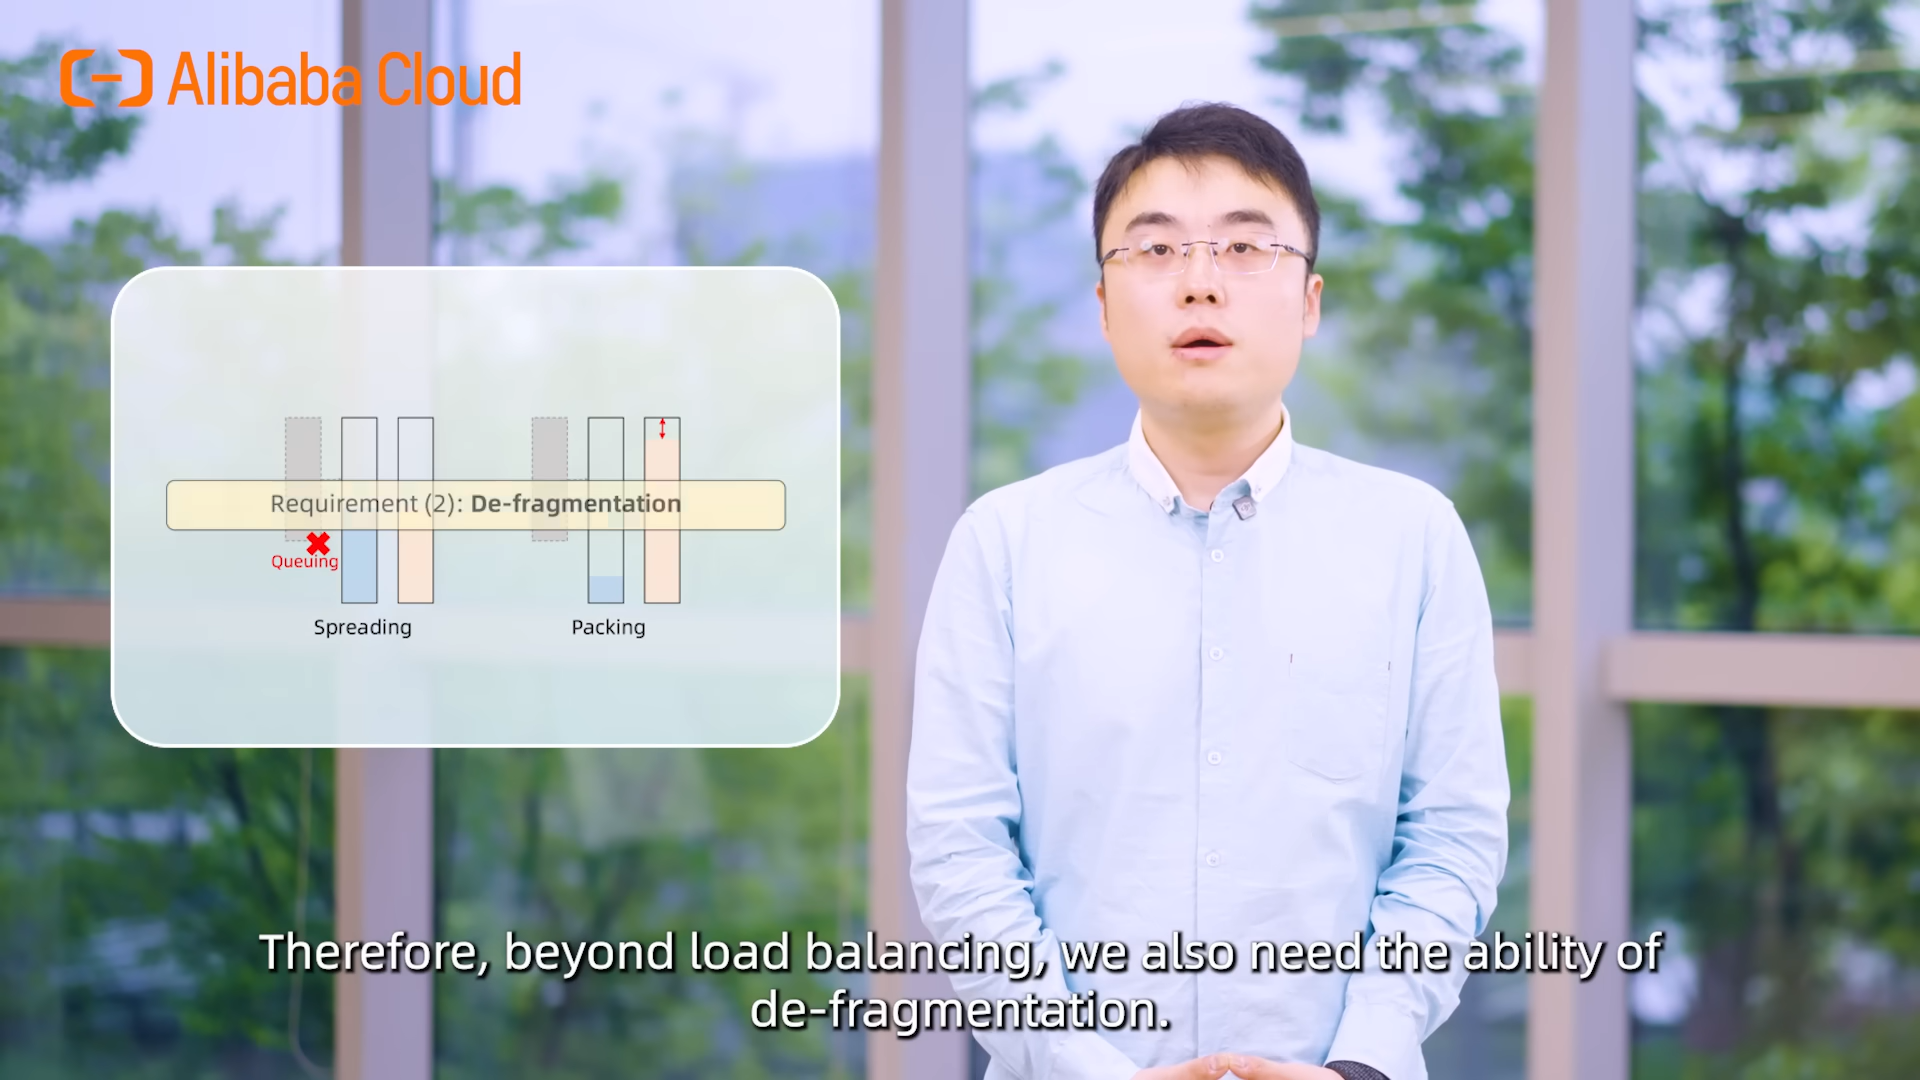 Alibaba Cloud
Requirement (2): De-fragmentation
Queuing
Spreading
Packing
Therefore, beyond load balancing, we also need the ability of
de-fragmentation.